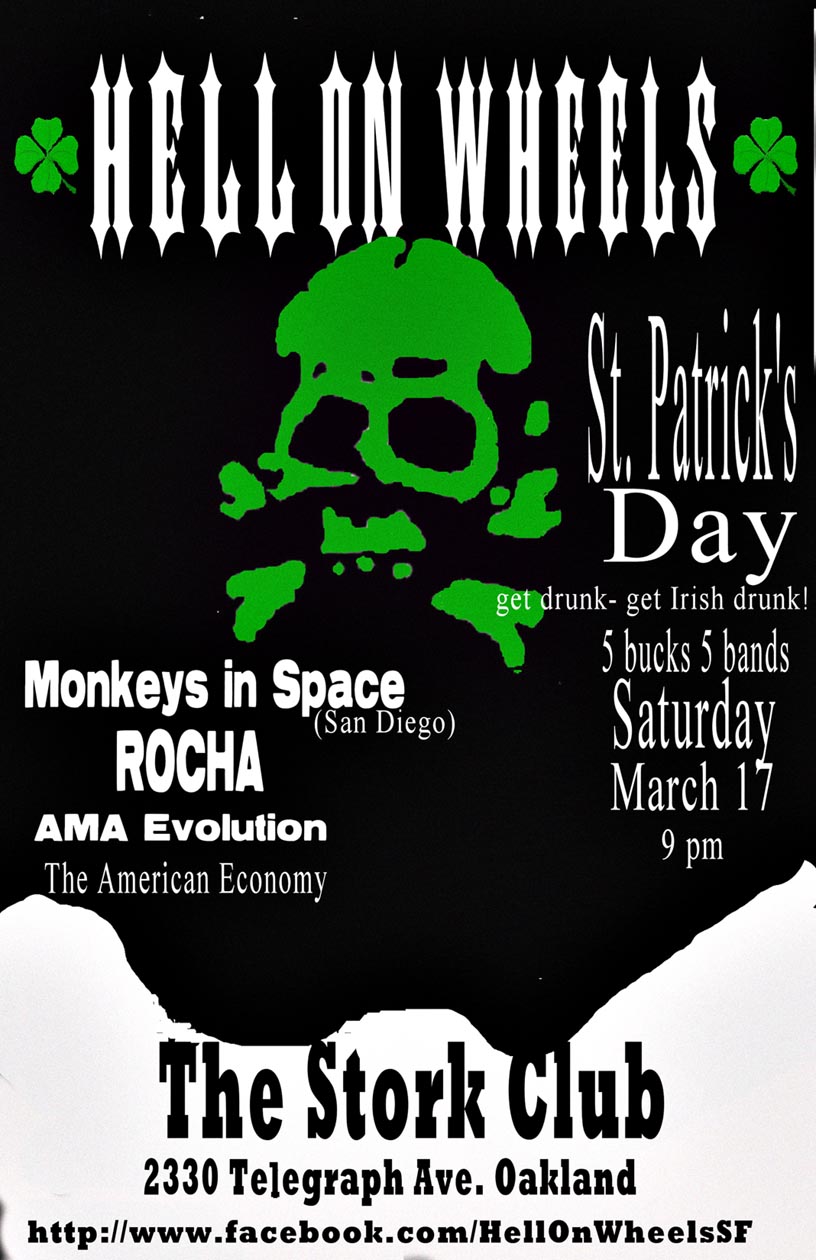 HELL ON WHEELS
St. Patrick's
Day
get drunk- get Irish drunk!
5 bucks 5 bands
Saturday
March 17
9 pm
Monkeys in Space
(San Diego)
ROCHA
AMA Evolution
The American Economy
The Stork Club
2330 Telegraph Ave. Oakland
http://www.facebook.com/HellOnWheelsSF